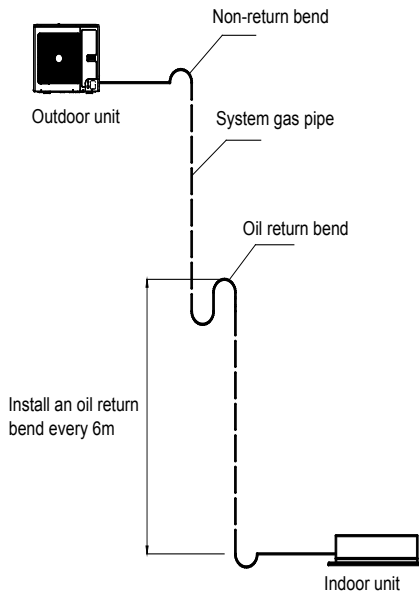 Non-return bend
Outdoor unit
System gas pipe
Oil return bend
Install an oil return
bend every 6m
Indoor unit